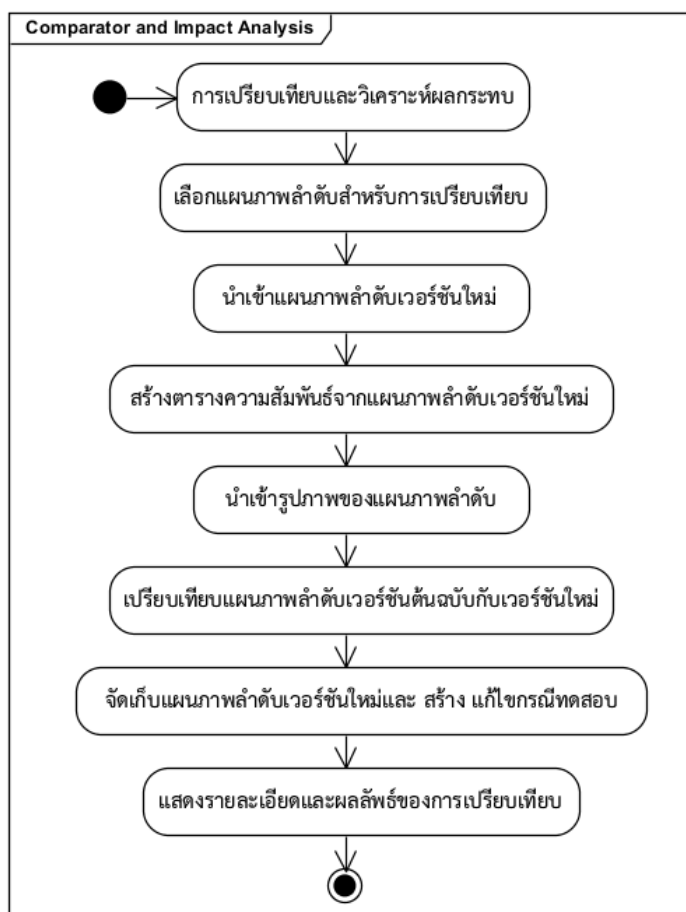 Comparator and Impact Analysis
การเปรียบเทียบและวิเคราะห์ผลกระทบ
เลือกแผนภาพลำดับสำหรับการเปรียบเทียบ
นำเข้าแผนภาพลำดับเวอร์ชันใหม่
สร้างตารางความสัมพันธ์จากแผนภาพลำดับเวอร์ชันใหม่
นำเข้ารูปภาพของแผนภาพลำดับ
เปรียบเทียบแผนภาพลำดับเวอร์ชันต้นฉบับกับเวอร์ชันใหม่
จัดเก็บแผนภาพลำดับเวอร์ชันใหม่และ สร้าง แก้ไขกรณีทดสอบ
แสดงรายละเอียดและผลลัพธ์ของการเปรียบเทียบ